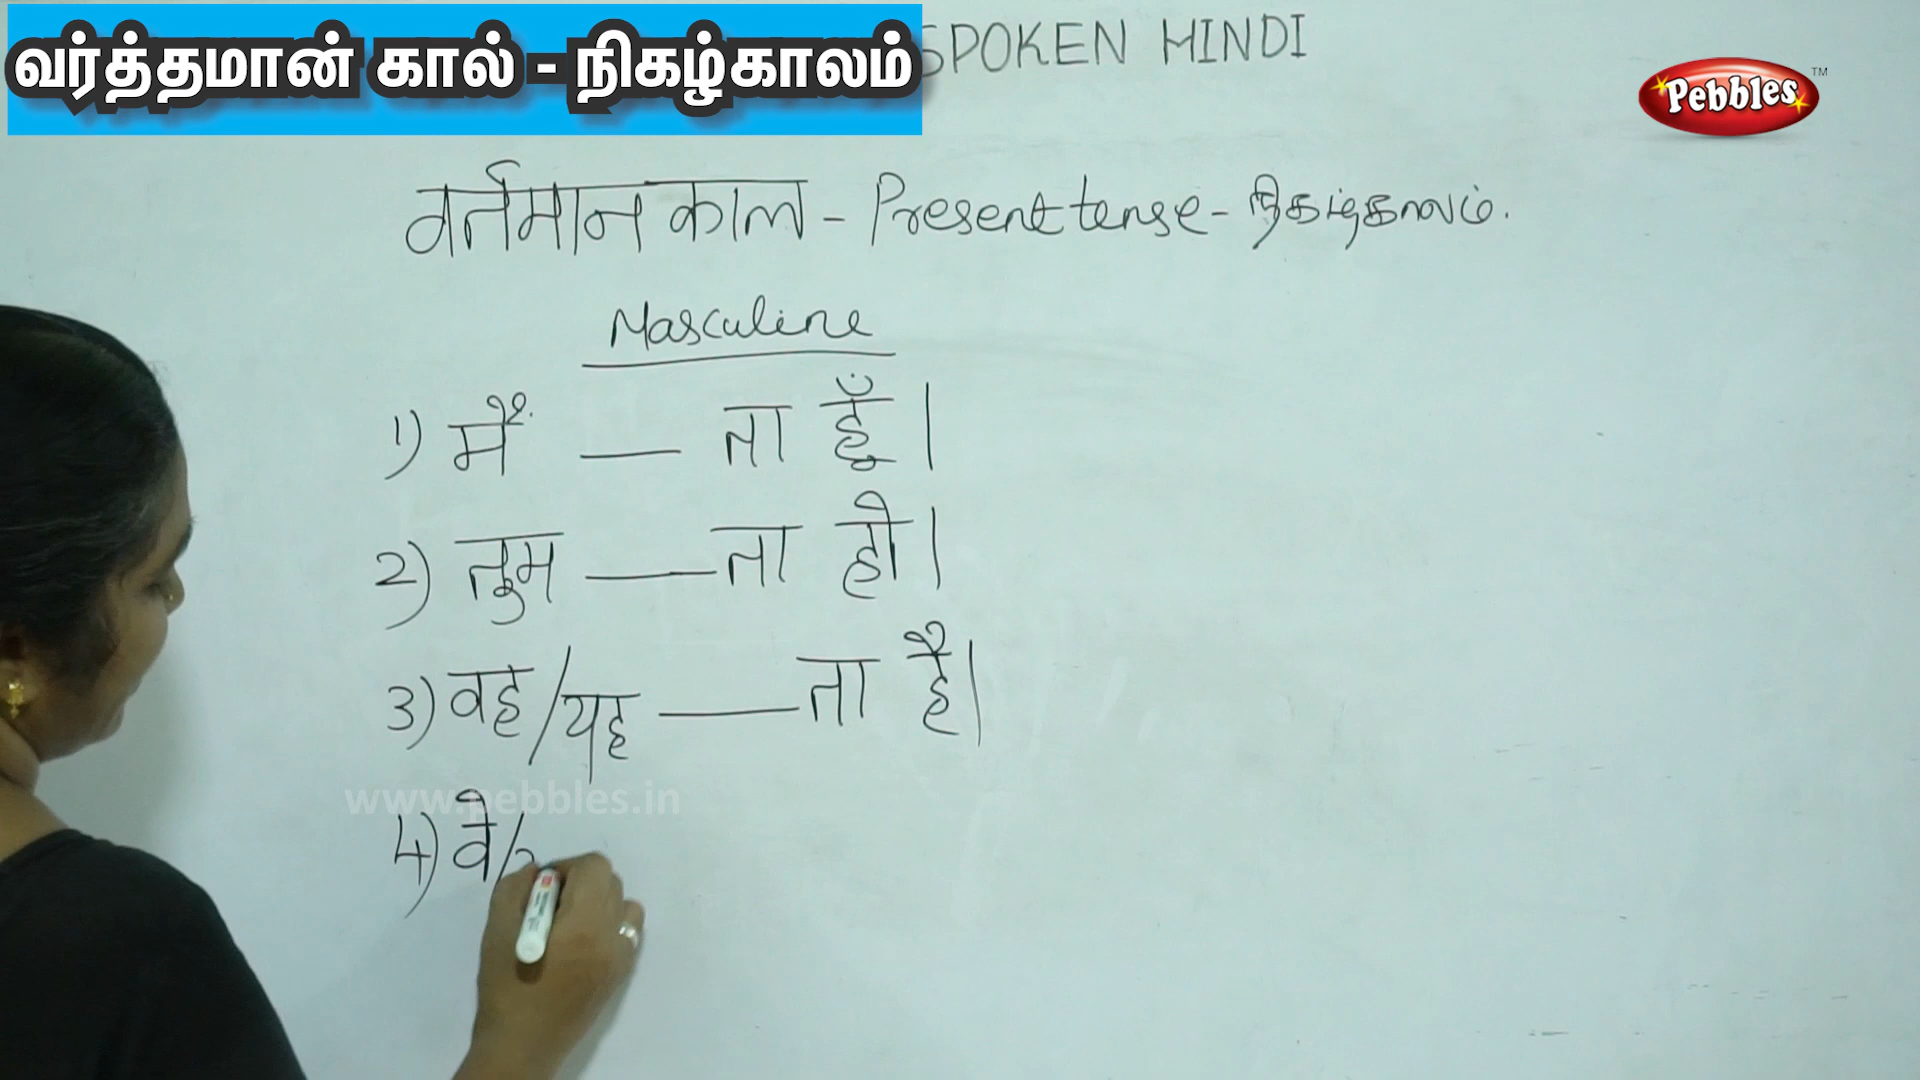 வர்த்தமான் கால் - நிகழ்காலம்
SPOKEN HINDI
Pebbles TM
वर्तमान काल - Present tense - நிகழ்காலம்.
Masculine
1) मैं — ता हूँ।
2) तुम — ता हो।
3) वह/यह — ता है।
www.pebbles.in
4) वे/